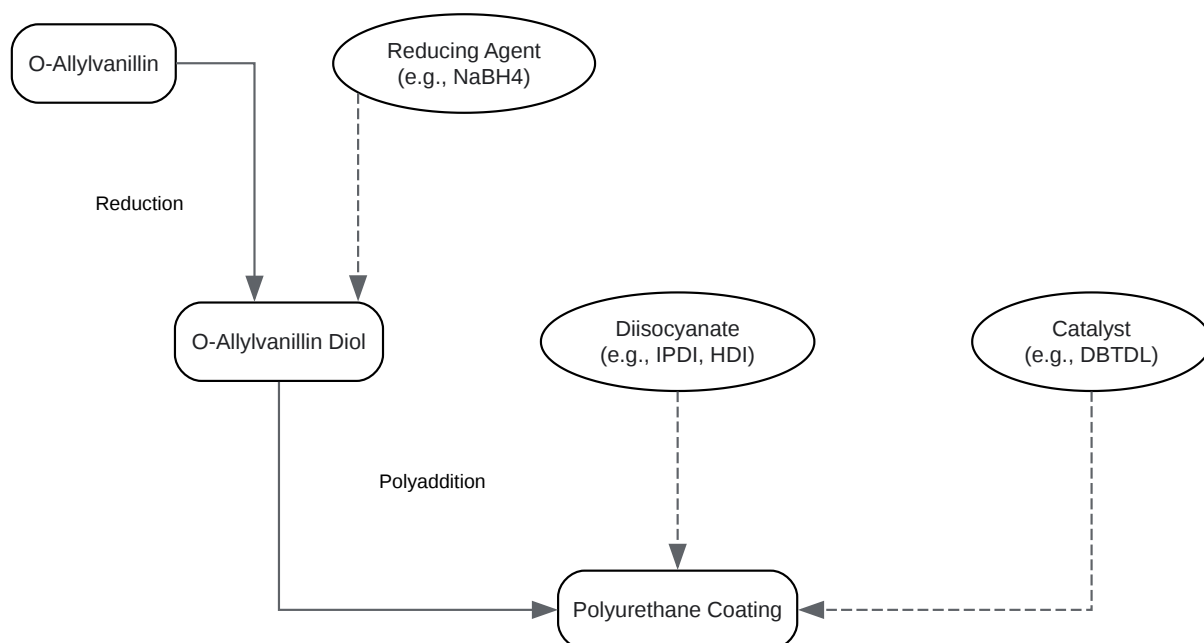 O-Allylvanillin
Reducing Agent
(e.g., NaBH4)
Reduction
O-Allylvanillin Diol
Diisocyanate
(e.g., IPDI, HDI)
Catalyst
(e.g., DBTDL)
Polyaddition
Polyurethane Coating